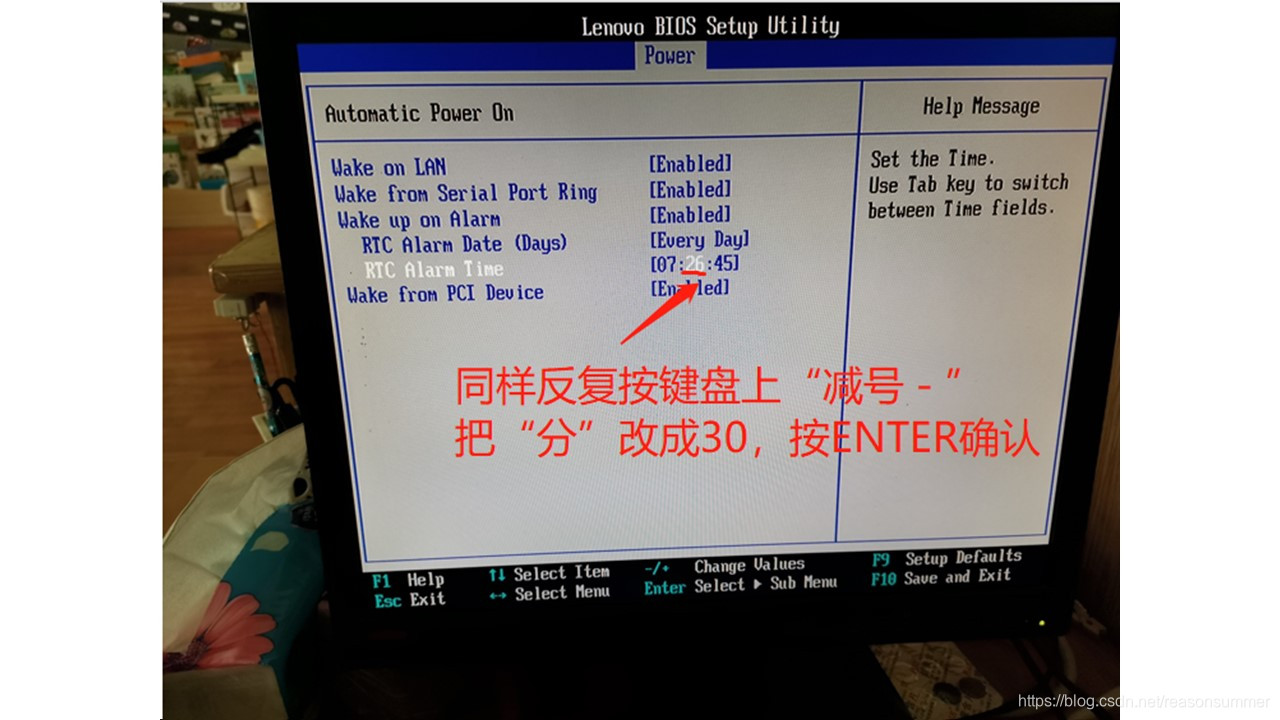 Lenovo BIOS Setup Utility
Power
Automatic Power On
Wake on LAN [Enabled]
Wake from Serial Port Ring [Enabled]
Wake up on Alarm [Enabled]
RTC Alarm Date (Days) [Every Day]
RTC Alarm Time [07:26:45]
Wake from PCI Device [Enabled]
Help Message
Set the Time.
Use Tab key to switch
between Time fields.
同样反复按键盘上“减号 - ”
把“分”改成30，按ENTER确认
F1 Help ↑↓ Select Item -/+ Change Values F9 Setup Defaults
Esc Exit ↔ Select Menu Enter Select ▶ Sub Menu F10 Save and Exit
https://blog.csdn.net/reasonsummer